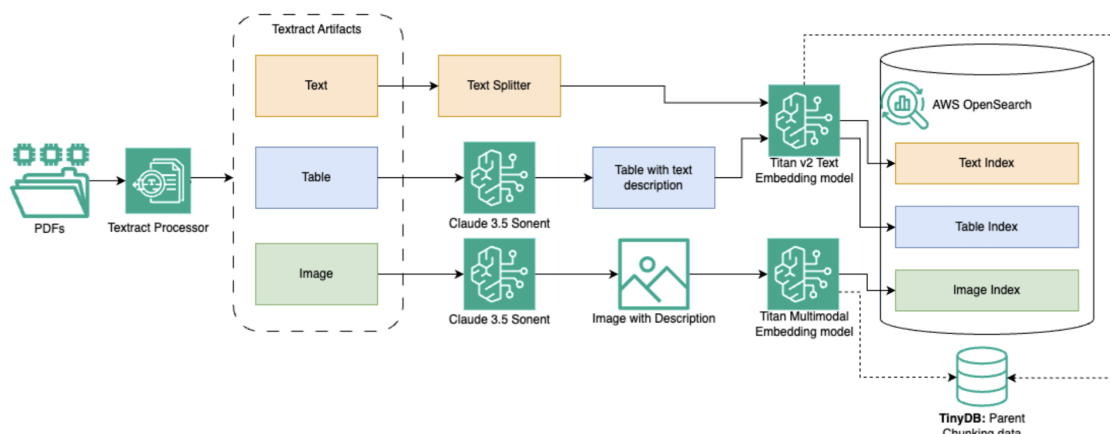 Textract Artifacts
Text
Text Splitter
AWS OpenSearch
Titan v2 Text
Embedding model
Text Index
Table
Table with text
description
PDFs
Textract Processor
Claude 3.5 Sonent
Table Index
Image
Image Index
Claude 3.5 Sonent
Image with Description
Titan Multimodal
Embedding model
TinyDB: Parent
Chunking data